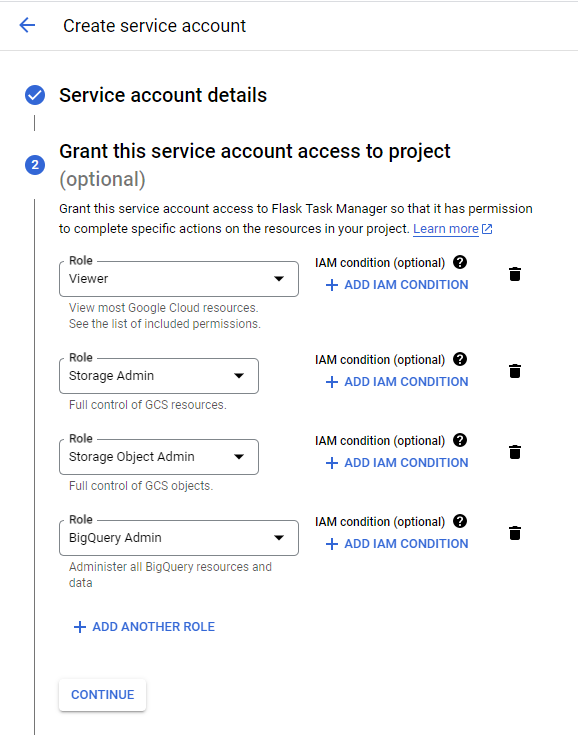 Create service account
Service account details
2
Grant this service account access to project
(optional)
Grant this service account access to Flask Task Manager so that it has permission
to complete specific actions on the resources in your project. Learn more
Role
Viewer
IAM condition (optional) ?
+ ADD IAM CONDITION
View most Google Cloud resources.
See the list of included permissions.
Role
Storage Admin
IAM condition (optional) ?
+ ADD IAM CONDITION
Full control of GCS resources.
Role
Storage Object Admin
IAM condition (optional) ?
+ ADD IAM CONDITION
Full control of GCS objects.
Role
BigQuery Admin
IAM condition (optional) ?
+ ADD IAM CONDITION
Administer all BigQuery resources and
data
+ ADD ANOTHER ROLE
CONTINUE